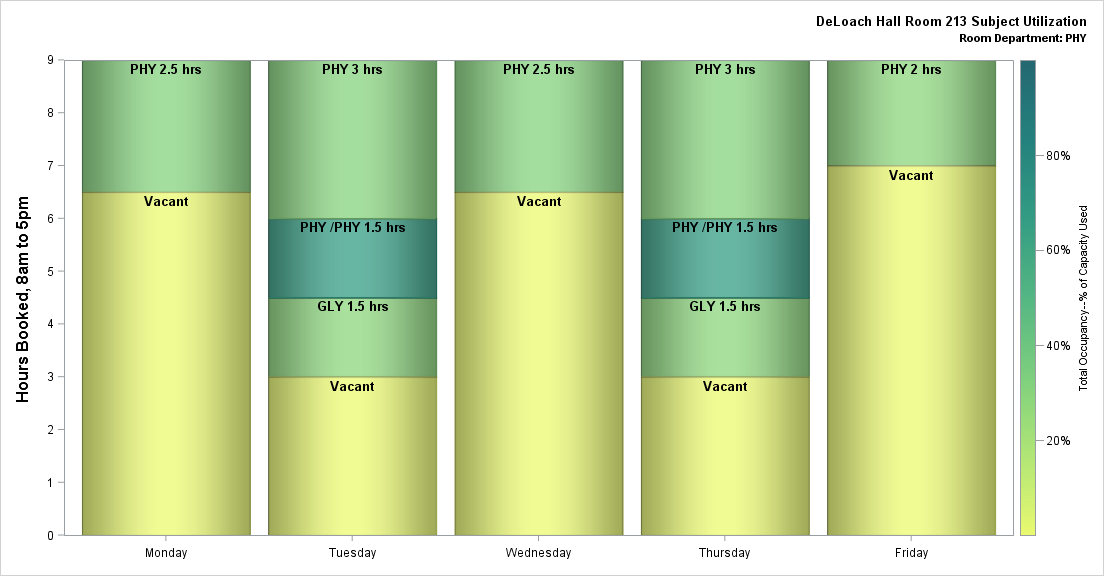 DeLoach Hall Room 213 Subject Utilization
Room Department: PHY
Hours Booked, 8am to 5pm
9
8
7
6
5
4
3
2
1
0
PHY 2.5 hrs
Vacant
PHY 3 hrs
PHY /PHY 1.5 hrs
GLY 1.5 hrs
Vacant
PHY 2.5 hrs
Vacant
PHY 3 hrs
PHY /PHY 1.5 hrs
GLY 1.5 hrs
Vacant
PHY 2 hrs
Vacant
Monday
Tuesday
Wednesday
Thursday
Friday
80%
60%
40%
20%
Total Occupancy--% of Capacity Used